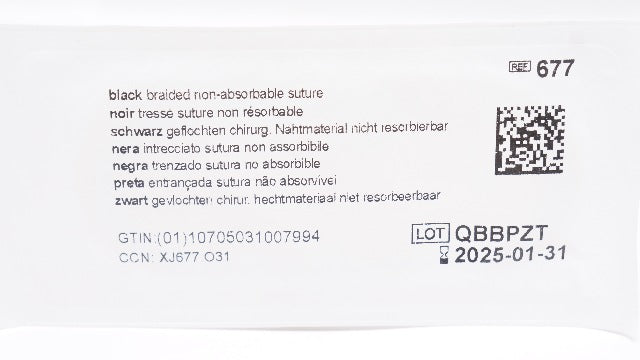 REF 677
black braided non-absorbable suture
noir tresse suture non résorbable
schwarz geflochten chirurg. Nahtmaterial nicht resorbierbar
nera intrecciato sutura non assorbibile
negra trenzado sutura no absorbible
preta entrançada sutura não absorvível
zwart gevlochten chirur. hechtmateriaal niet resorbeerbaar
GTIN:(01)10705031007994
CCN: XJ677 O31
LOT QBBPZT
2025-01-31